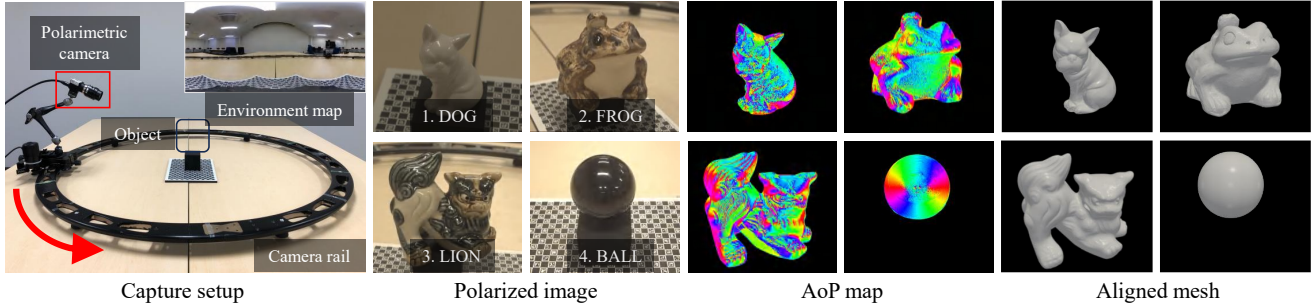 Polarimetric
camera
Environment map
Object
Camera rail
1. DOG
2. FROG
3. LION
4. BALL
Capture setup
Polarized image
AoP map
Aligned mesh